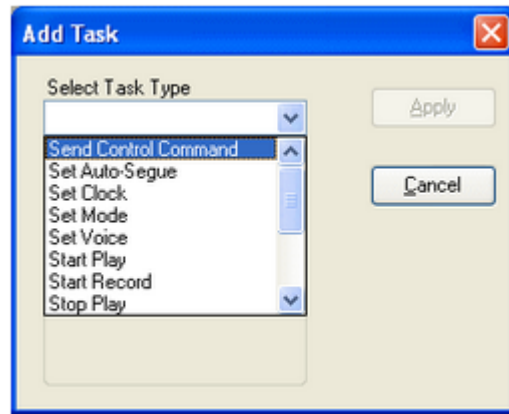 Add Task
Select Task Type
Apply
Send Control Command
Set Auto-Segue
Set Clock
Cancel
Set Mode
Set Voice
Start Play
Start Record
Stop Play